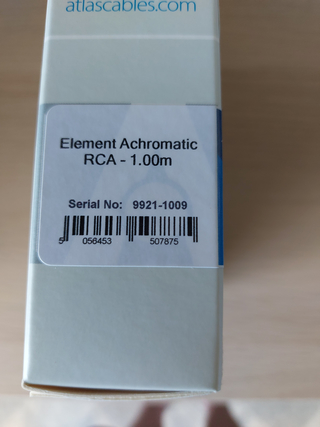 atlascables.com
Element Achromatic
RCA - 1.00m
Serial No: 9921-1009
5 056453 507875